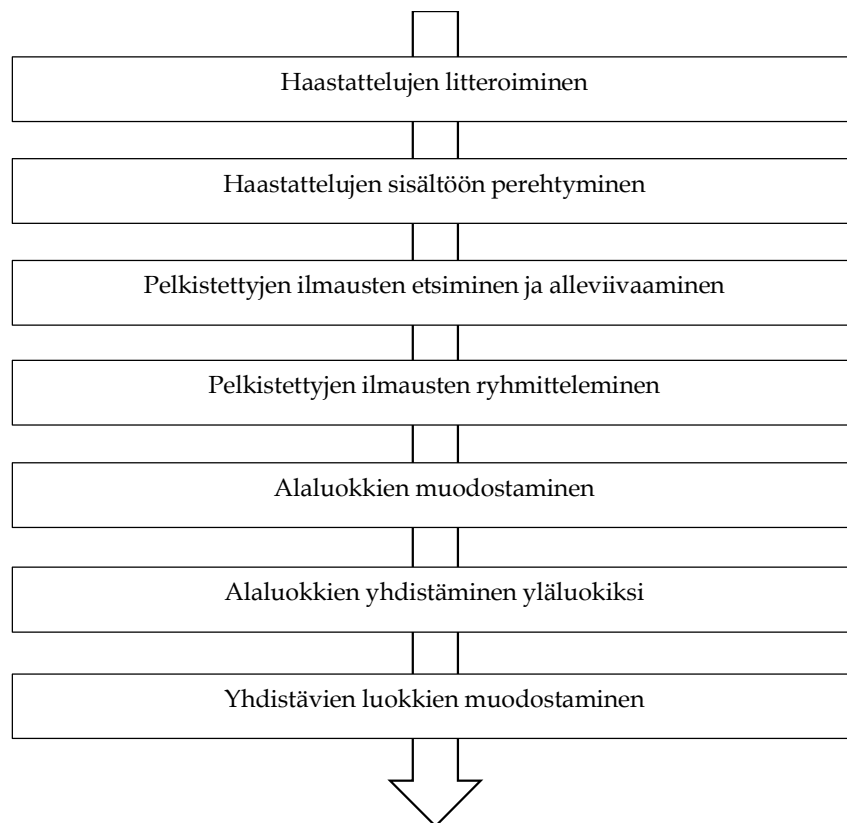 Haastattelujen litteroiminen
Haastattelujen sisältöön perehtyminen
Pelkistettyjen ilmausten etsiminen ja alleviivaaminen
Pelkistettyjen ilmausten ryhmitteleminen
Alaluokkien muodostaminen
Alaluokkien yhdistäminen yläluokiksi
Yhdistävien luokkien muodostaminen